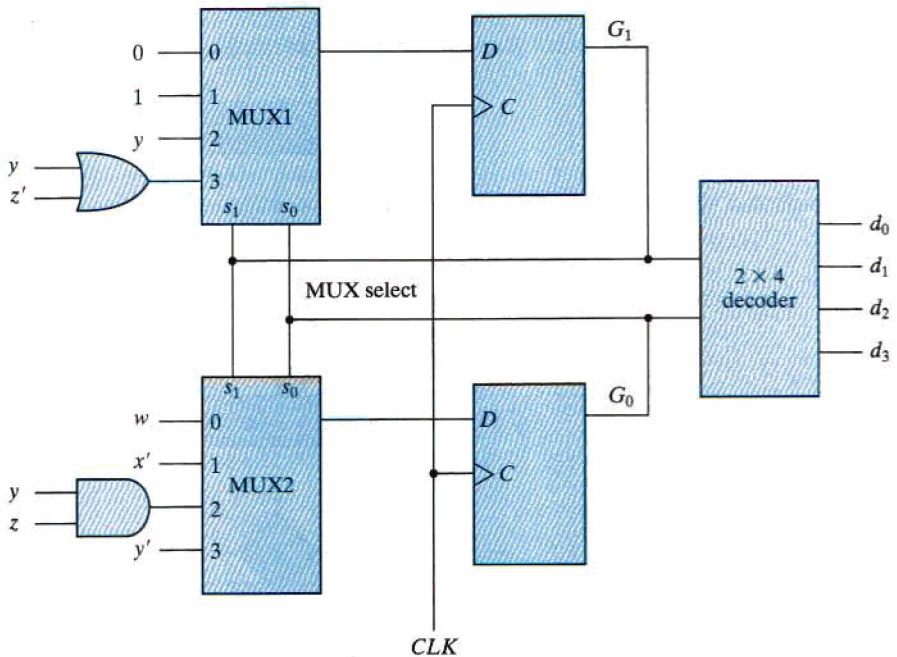 G₁
0
0
D
1
1
C
MUX1
y
2
y
z′
3
s₁
s₀
d₀
d₁
2 × 4
decoder
MUX select
d₂
d₃
s₁
s₀
G₀
w
0
D
x′
1
C
MUX2
y
z
2
y′
3
CLK